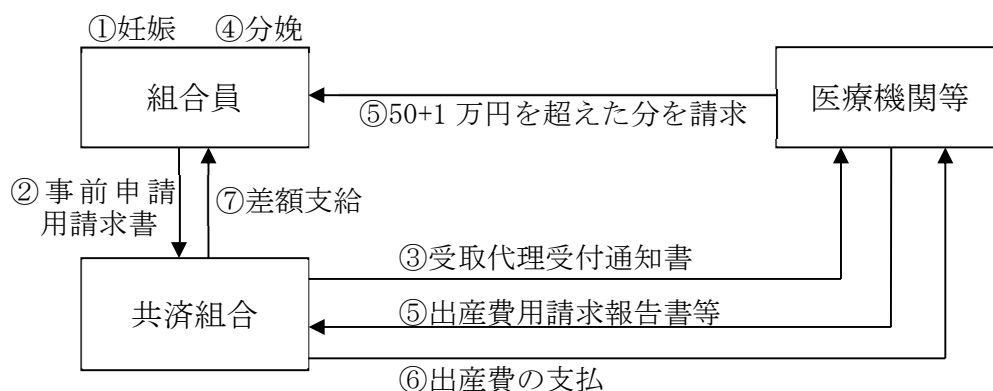 ①妊娠 ④分娩
組合員
医療機関等
⑤50+1 万円を超えた分を請求
②事前申請
用請求書
⑦差額支給
③受取代理受付通知書
共済組合
⑤出産費用請求報告書等
⑥出産費の支払